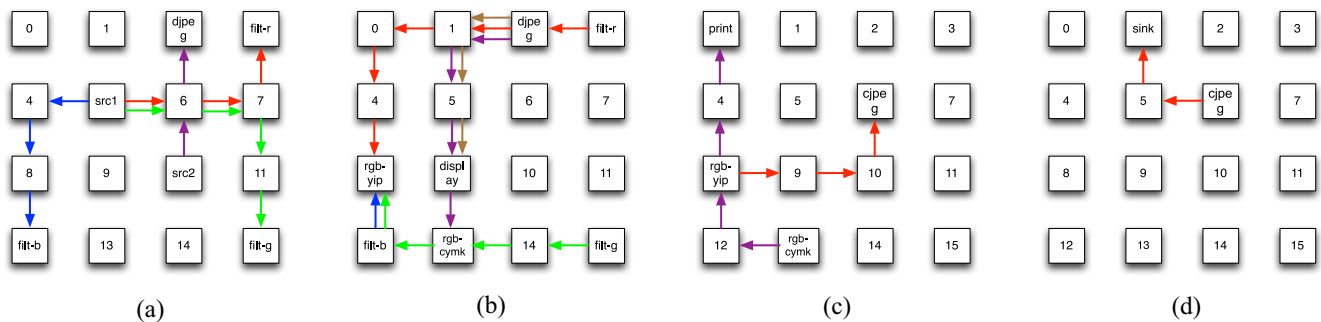 0 1 djpe
g filt-r
4 src1 6 7
8 9 src2 11
filt-b 13 14 filt-g
(a)
0 1 djpe
g filt-r
4 5 6 7
rgb-
yip displ
ay 10 11
filt-b rgb-
cymk 14 filt-g
(b)
print 1 2 3
4 5 cjpe
g 7
rgb-
yip 9 10 11
12 rgb-
cymk 14 15
(c)
0 sink 2 3
4 5 cjpe
g 7
8 9 10 11
12 13 14 15
(d)